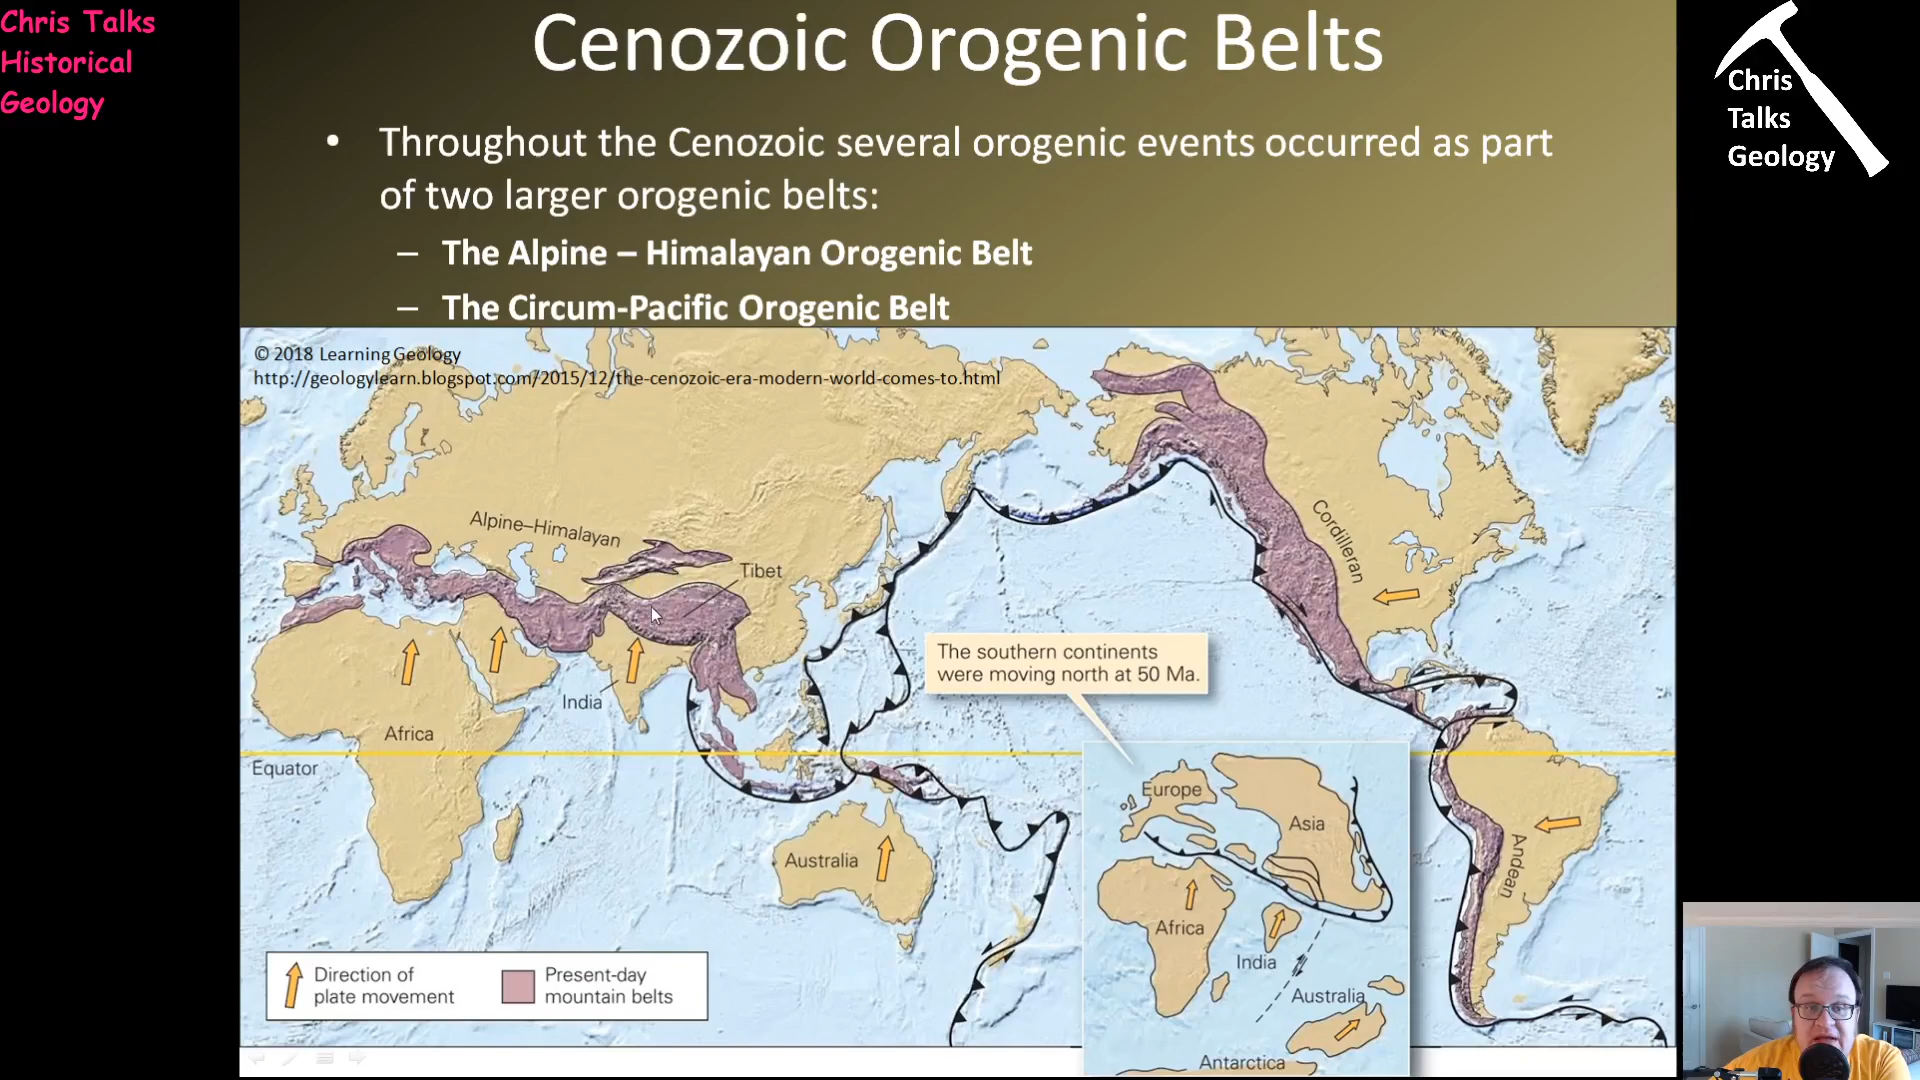 Chris Talks
Historical
Geology
Cenozoic Orogenic Belts
Chris
Talks
Geology
• Throughout the Cenozoic several orogenic events occurred as part
of two larger orogenic belts:
– The Alpine – Himalayan Orogenic Belt
– The Circum-Pacific Orogenic Belt
© 2018 Learning Geology
http://geologylearn.blogspot.com/2015/12/the-cenozoic-era-modern-world-comes-to.html
Alpine–Himalayan
Tibet
Cordilleran
The southern continents
were moving north at 50 Ma.
India
Africa
Equator
Australia
Andean
Europe
Asia
Africa
India
Australia
Antarctica
Direction of
plate movement
Present-day
mountain belts